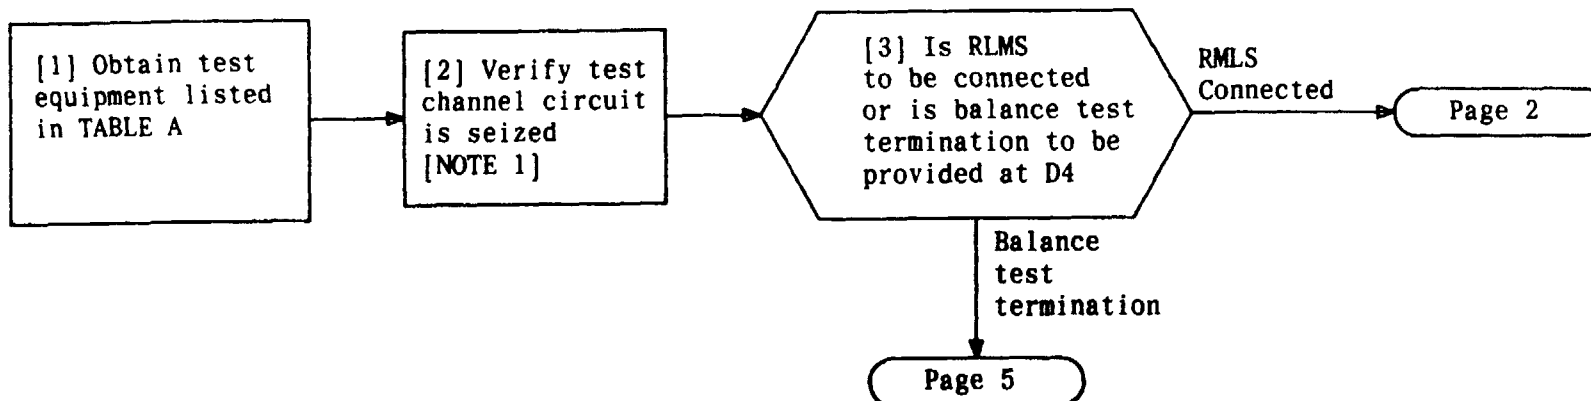 [1] Obtain test
equipment listed
in TABLE A
[2] Verify test
channel circuit
is seized
[NOTE 1]
[3] Is RLMS
to be connected
or is balance test
termination to be
provided at D4
RMLS
Connected
Page 2
Balance
test
termination
Page 5